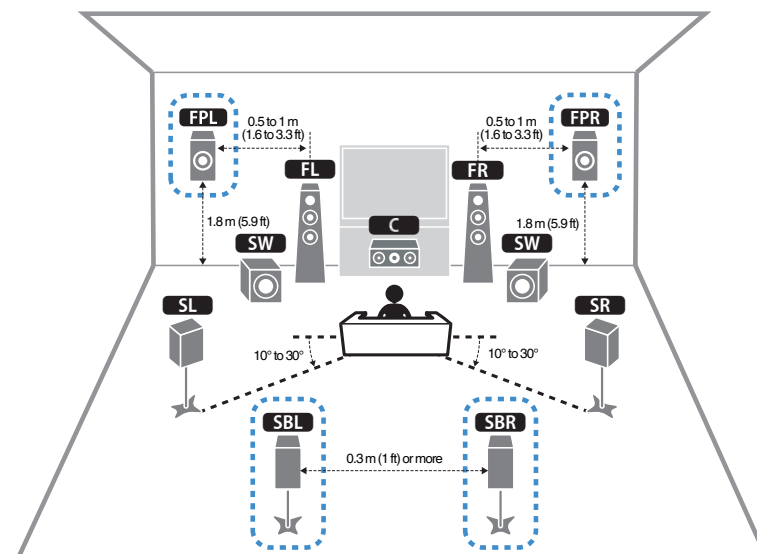 FPL
0.5 to 1 m
(1.6 to 3.3 ft)
0.5 to 1 m
(1.6 to 3.3 ft)
FPR
FL
FR
1.8 m (5.9 ft)
C
1.8 m (5.9 ft)
SW
SW
SL
SR
10° to 30°
10° to 30°
SBL
SBR
0.3 m (1 ft) or more